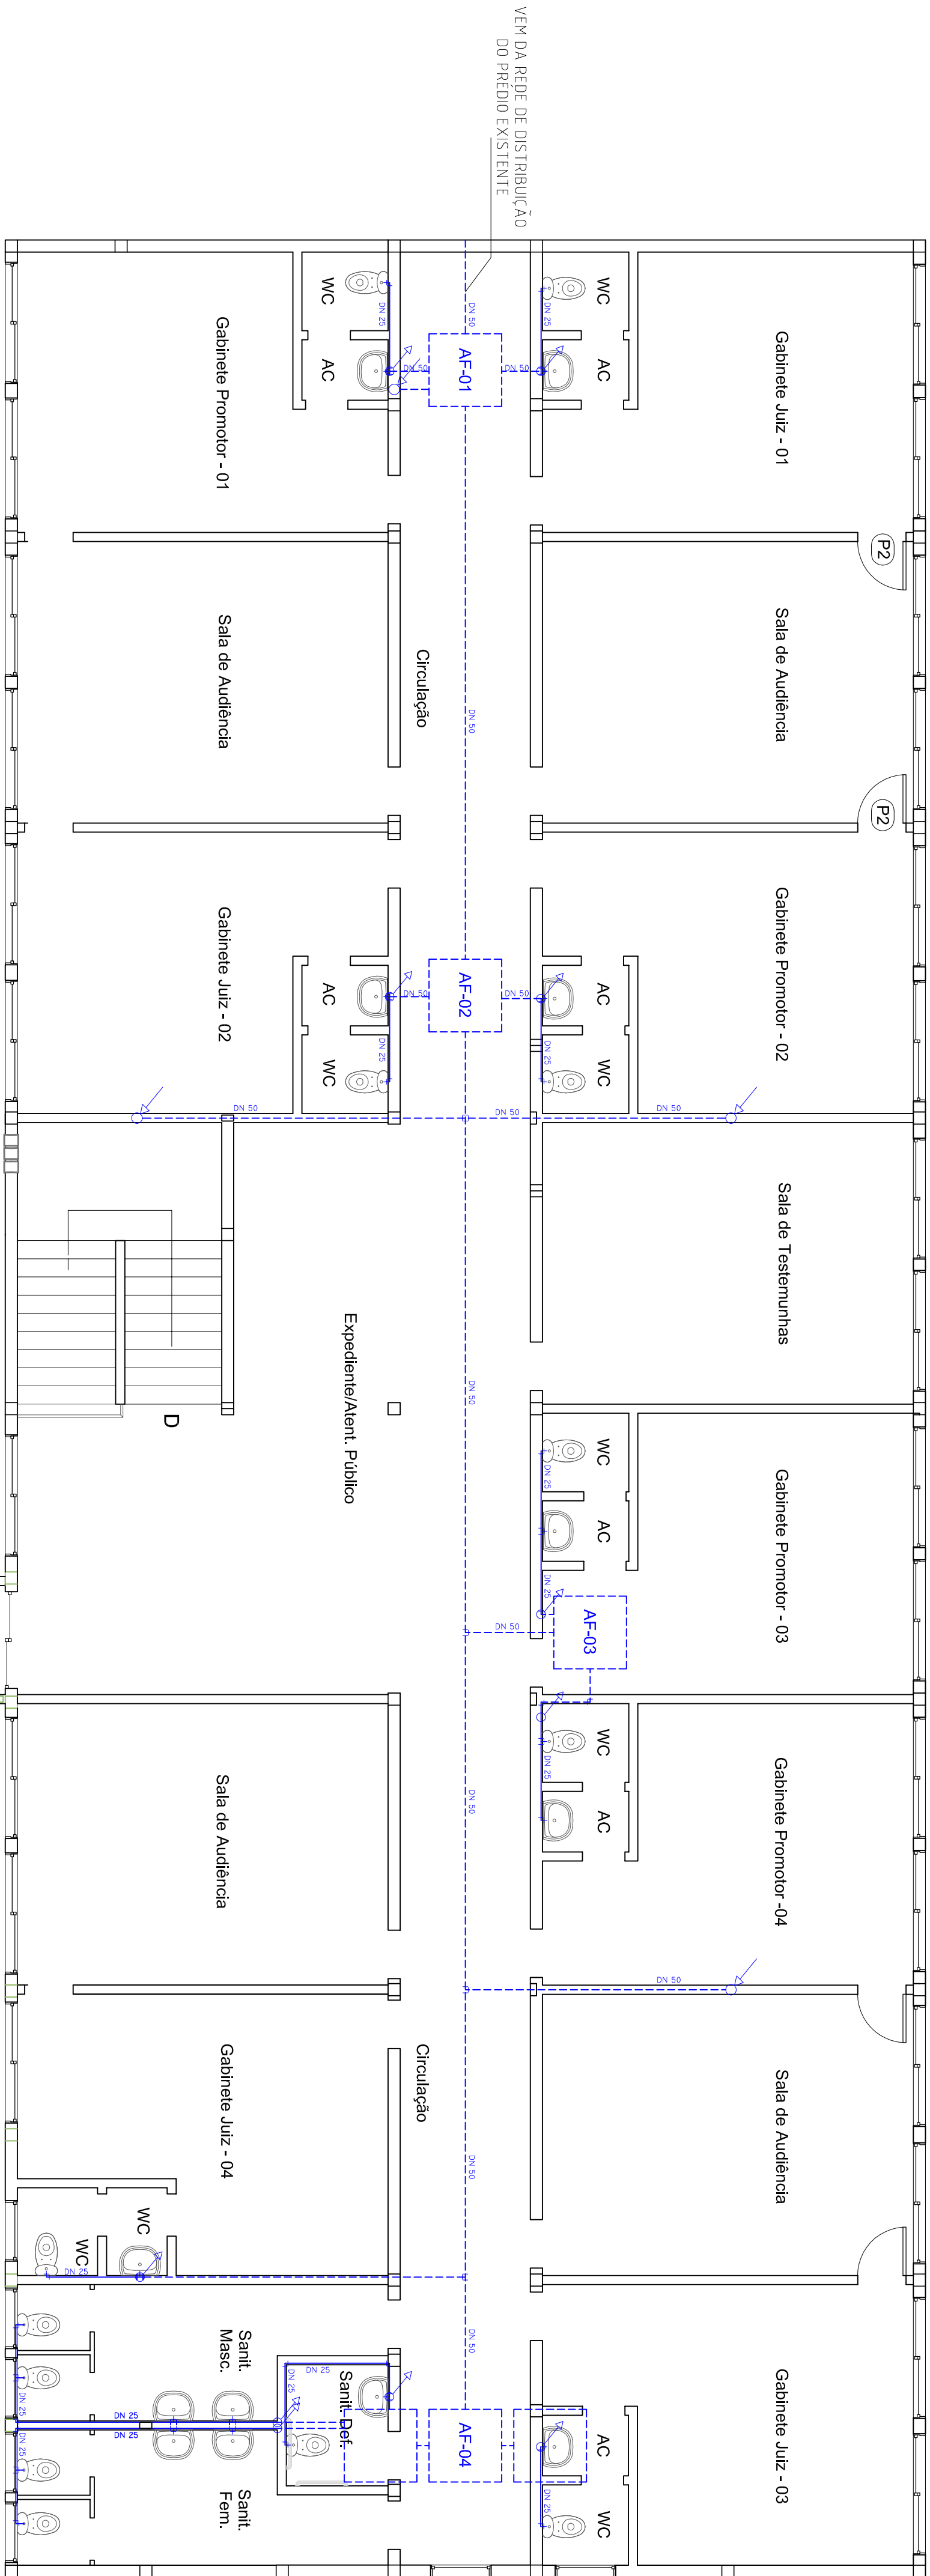 VEM DA REDE DE DISTRIBUIÇÃO
DO PRÉDIO EXISTENTE
Gabinete Juiz - 01
WC
AC
DN 25
DN 50
DN 50
AF-01
DN 50
DN 25
WC
AC
Gabinete Promotor - 01
P2
Sala de Audiência
Circulação
DN 50
Sala de Audiência
P2
Gabinete Promotor - 02
AC
WC
DN 25
DN 50
AF-02
DN 50
DN 25
AC
WC
Gabinete Juiz - 02
DN 50
DN 50
DN 50
Sala de Testemunhas
Expediente/Atent. Público
D
DN 50
Gabinete Promotor - 03
WC
AC
DN 25
DN 25
AF-03
DN 50
Gabinete Promotor -04
WC
AC
DN 25
DN 50
Sala de Audiência
DN 50
Sala de Audiência
Circulação
DN 50
Gabinete Juiz - 04
WC
WC
DN 25
DN 50
Gabinete Juiz - 03
AC
WC
DN 25
AF-04
Sanit. Def.
DN 25
DN 25
Sanit.
Masc.
DN 25
DN 25
Sanit.
Fem.
DN 25
DN 25